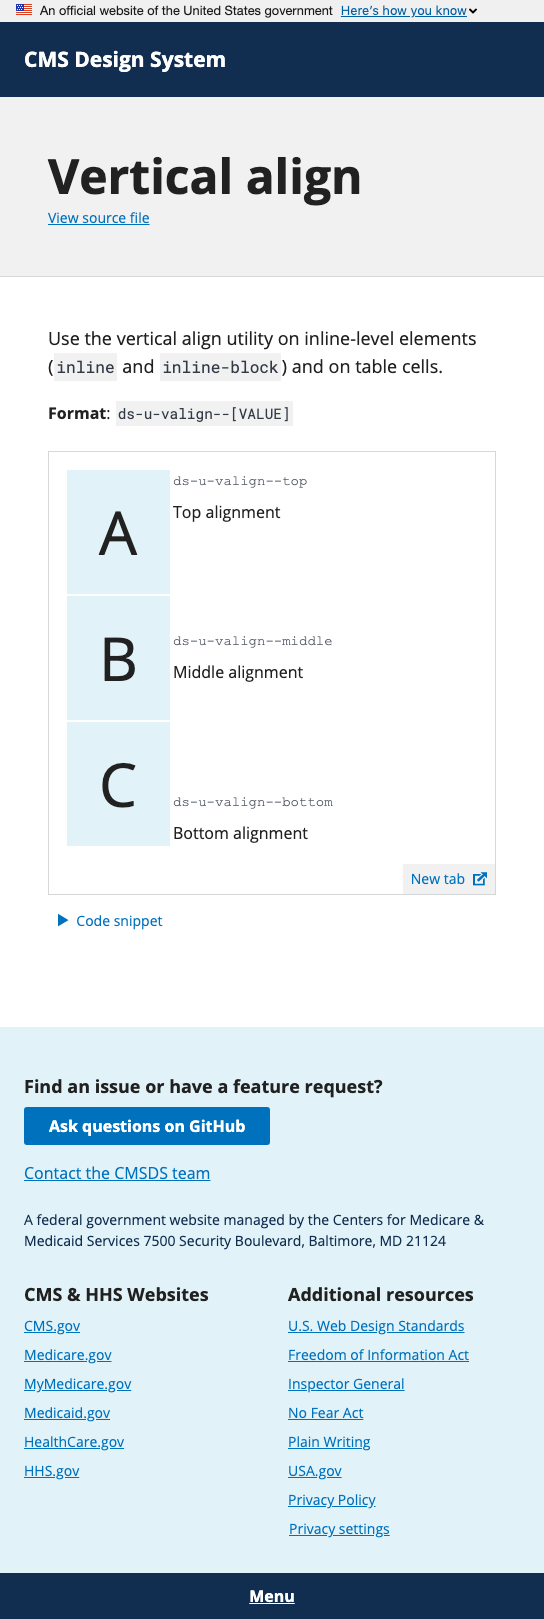 An official website of the United States government Here's how you know
CMS Design System
Vertical align
View source file
Use the vertical align utility on inline-level elements
(inline and inline-block) and on table cells.
Format: ds-u-valign--[VALUE]
A
ds-u-valign--top
Top alignment
B
ds-u-valign--middle
Middle alignment
C
ds-u-valign--bottom
Bottom alignment
New tab
Code snippet
Find an issue or have a feature request?
Ask questions on GitHub
Contact the CMSDS team
A federal government website managed by the Centers for Medicare &
Medicaid Services 7500 Security Boulevard, Baltimore, MD 21124
CMS & HHS Websites
CMS.gov
Medicare.gov
MyMedicare.gov
Medicaid.gov
HealthCare.gov
HHS.gov
Additional resources
U.S. Web Design Standards
Freedom of Information Act
Inspector General
No Fear Act
Plain Writing
USA.gov
Privacy Policy
Privacy settings
Menu